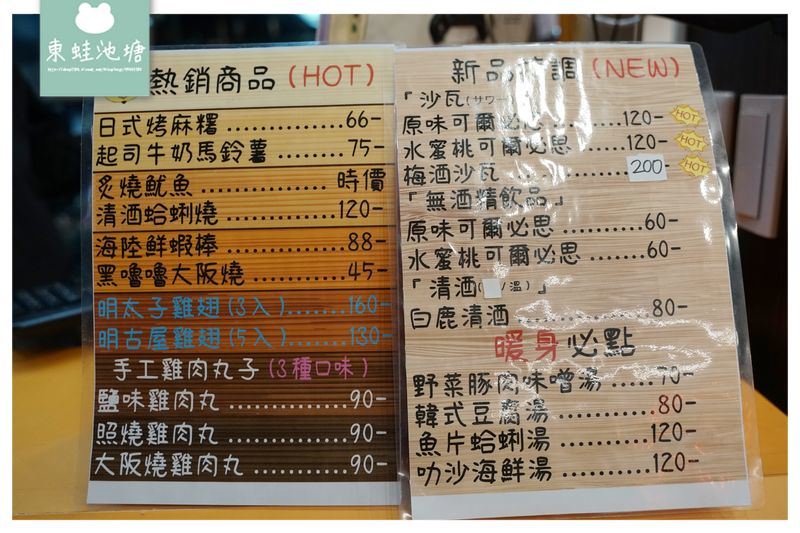 東蛙池塘
熱銷商品(HOT)
日式烤麻糬..............66-
起司牛奶馬鈴薯........75-
炙燒魷魚..............時價
清酒蛤蜊燒............120-
海陸鮮蝦棒............88-
黑嚕嚕大阪燒..........45-
明太子雞翅(3入).......160-
明古屋雞翅(5入).......130-
手工雞肉丸子(3種口味)
鹽味雞肉丸............90-
照燒雞肉丸............90-
大阪燒雞肉丸..........90-
新品 調(NEW)
「沙瓦(サワー
原味可爾必思........120- HOT
水蜜桃可爾必思......120- HOT
梅酒沙瓦............200 HOT
「無酒精飲品」
原味可爾必思........60-
水蜜桃可爾必思......60-
「清酒( /溫)」
白鹿清酒............80-
暖身必點
野菜豚肉味噌湯.....70-
韓式豆腐湯.........80-
魚片蛤蜊湯.........120-
叻沙海鮮湯.........120-